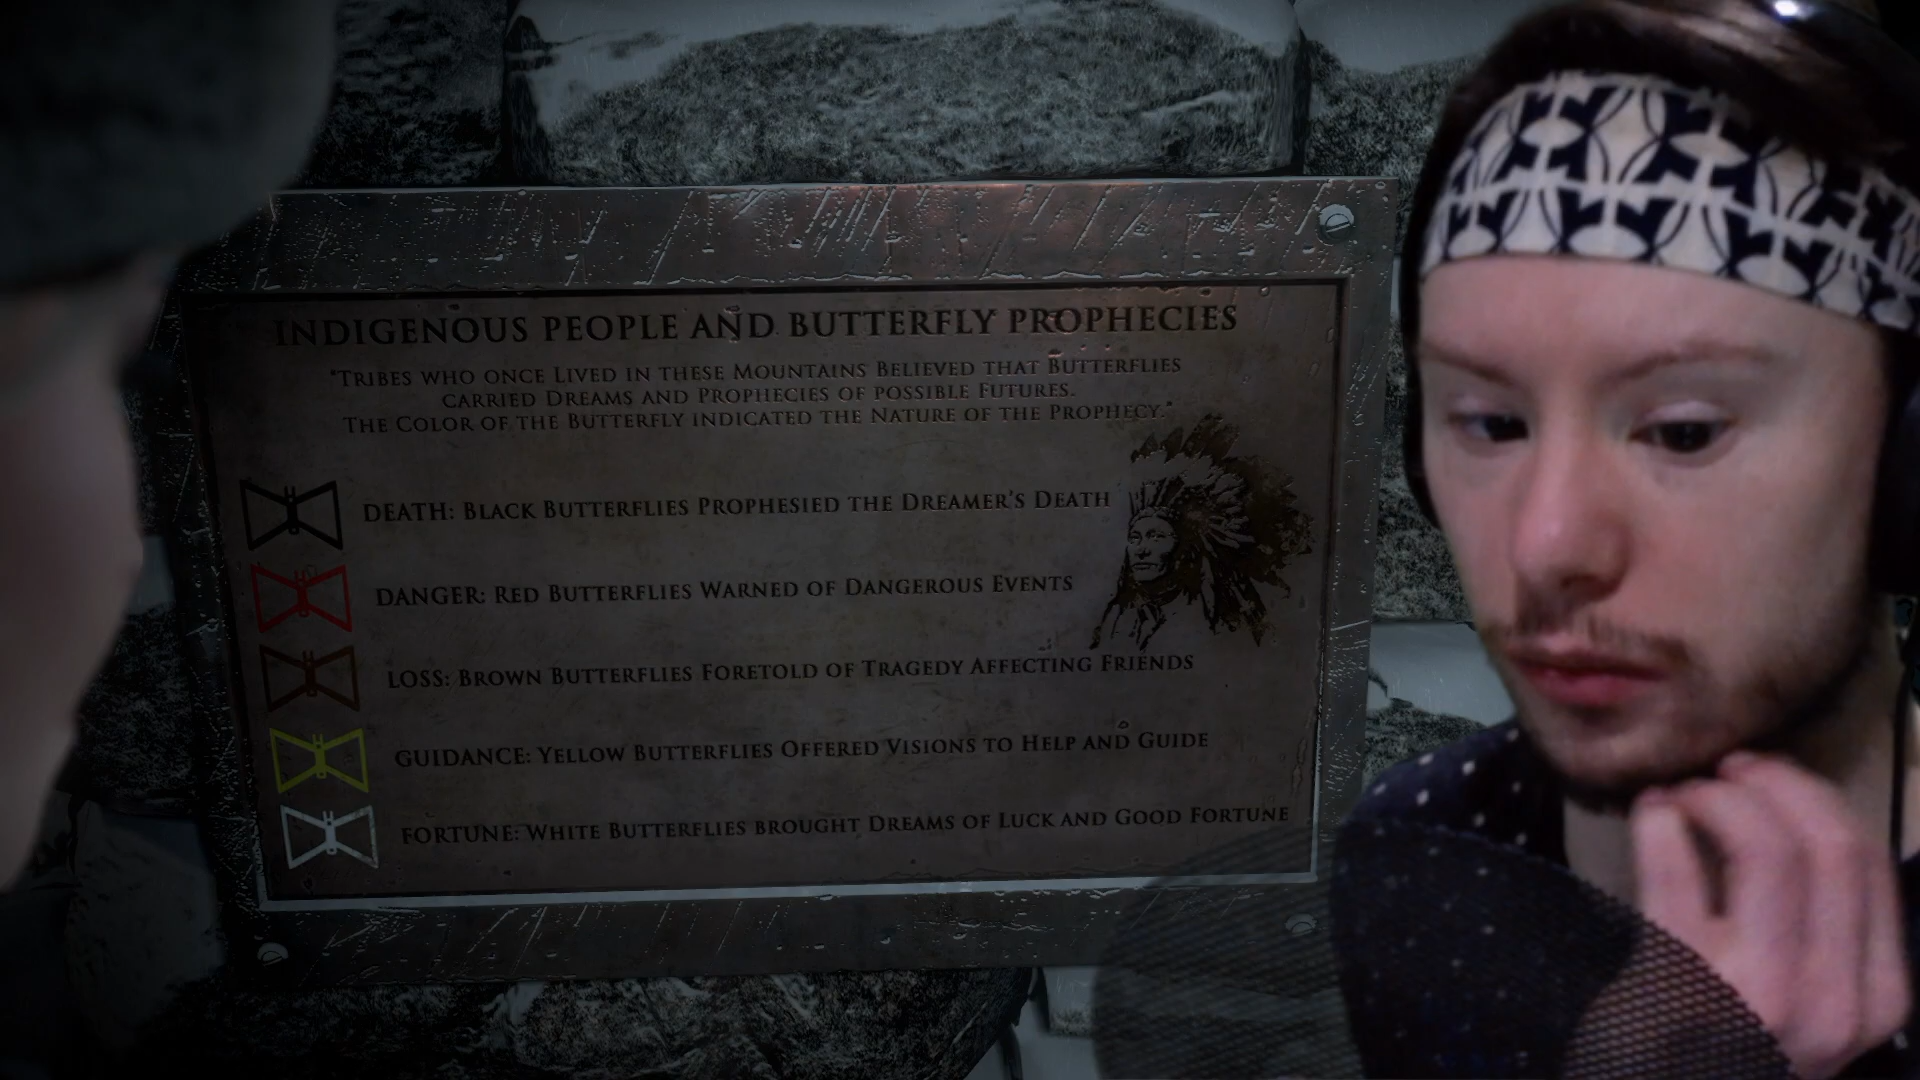 INDIGENOUS PEOPLE AND BUTTERFLY PROPHECIES
"TRIBES WHO ONCE LIVED IN THESE MOUNTAINS BELIEVED THAT BUTTERFLIES
CARRIED DREAMS AND PROPHECIES OF POSSIBLE FUTURES.
THE COLOR OF THE BUTTERFLY INDICATED THE NATURE OF THE PROPHECY."
DEATH: BLACK BUTTERFLIES PROPHESIED THE DREAMER'S DEATH
DANGER: RED BUTTERFLIES WARNED OF DANGEROUS EVENTS
LOSS: BROWN BUTTERFLIES FORETOLD OF TRAGEDY AFFECTING FRIENDS
GUIDANCE: YELLOW BUTTERFLIES OFFERED VISIONS TO HELP AND GUIDE
FORTUNE: WHITE BUTTERFLIES BROUGHT DREAMS OF LUCK AND GOOD FORTUNE